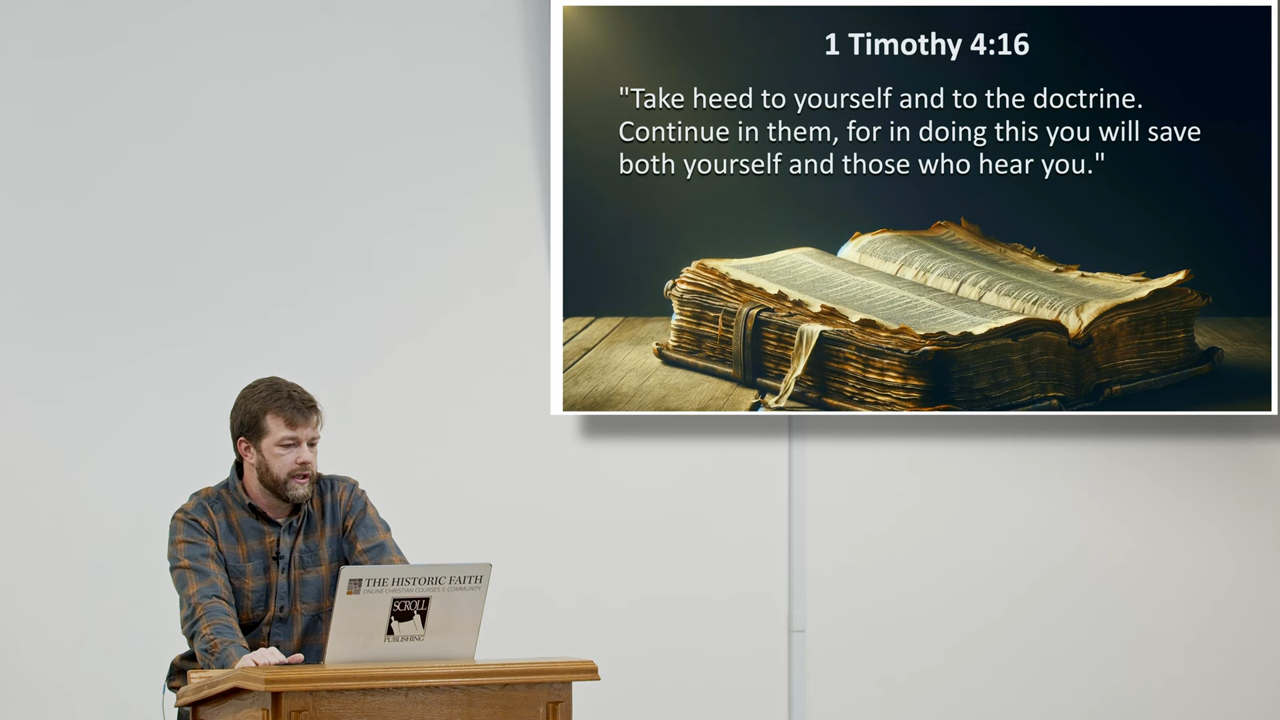 1 Timothy 4:16
"Take heed to yourself and to the doctrine.
Continue in them, for in doing this you will save
both yourself and those who hear you."
THE HISTORIC FAITH
ONLINE CHRISTIAN COURSES & COMMUNITY
SCROLL
PUBLISHING